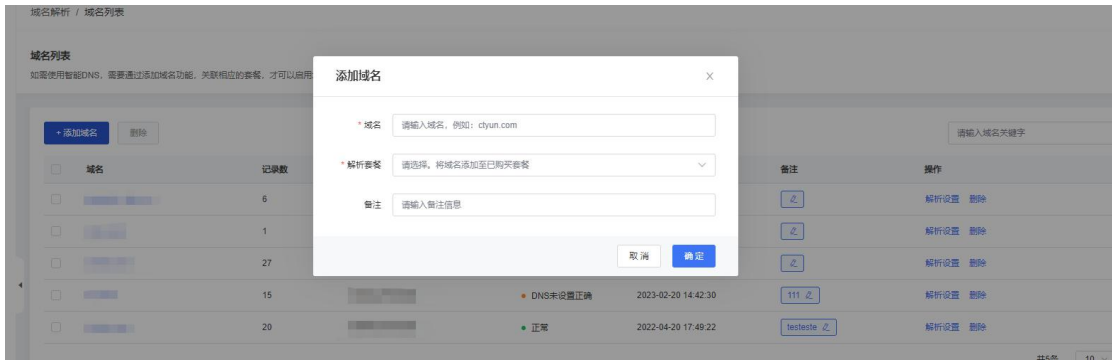 域名解析 / 域名列表
域名列表
如需使用智能DNS，需要通过添加域名功能，关联相应的套餐，才可以启用
添加域名
* 域名 请输入域名，例如：ctyun.com
* 解析套餐 请选择，将域名添加至已购买套餐
备注 请输入备注信息
取消 确定
+ 添加域名 删除 请输入域名关键字
域名 记录数 备注 操作
6 解析设置 删除
1 解析设置 删除
27 解析设置 删除
15 DNS未设置正确 2023-02-20 14:42:30 111 解析设置 删除
20 正常 2022-04-20 17:49:22 testeste 解析设置 删除
共5条 10